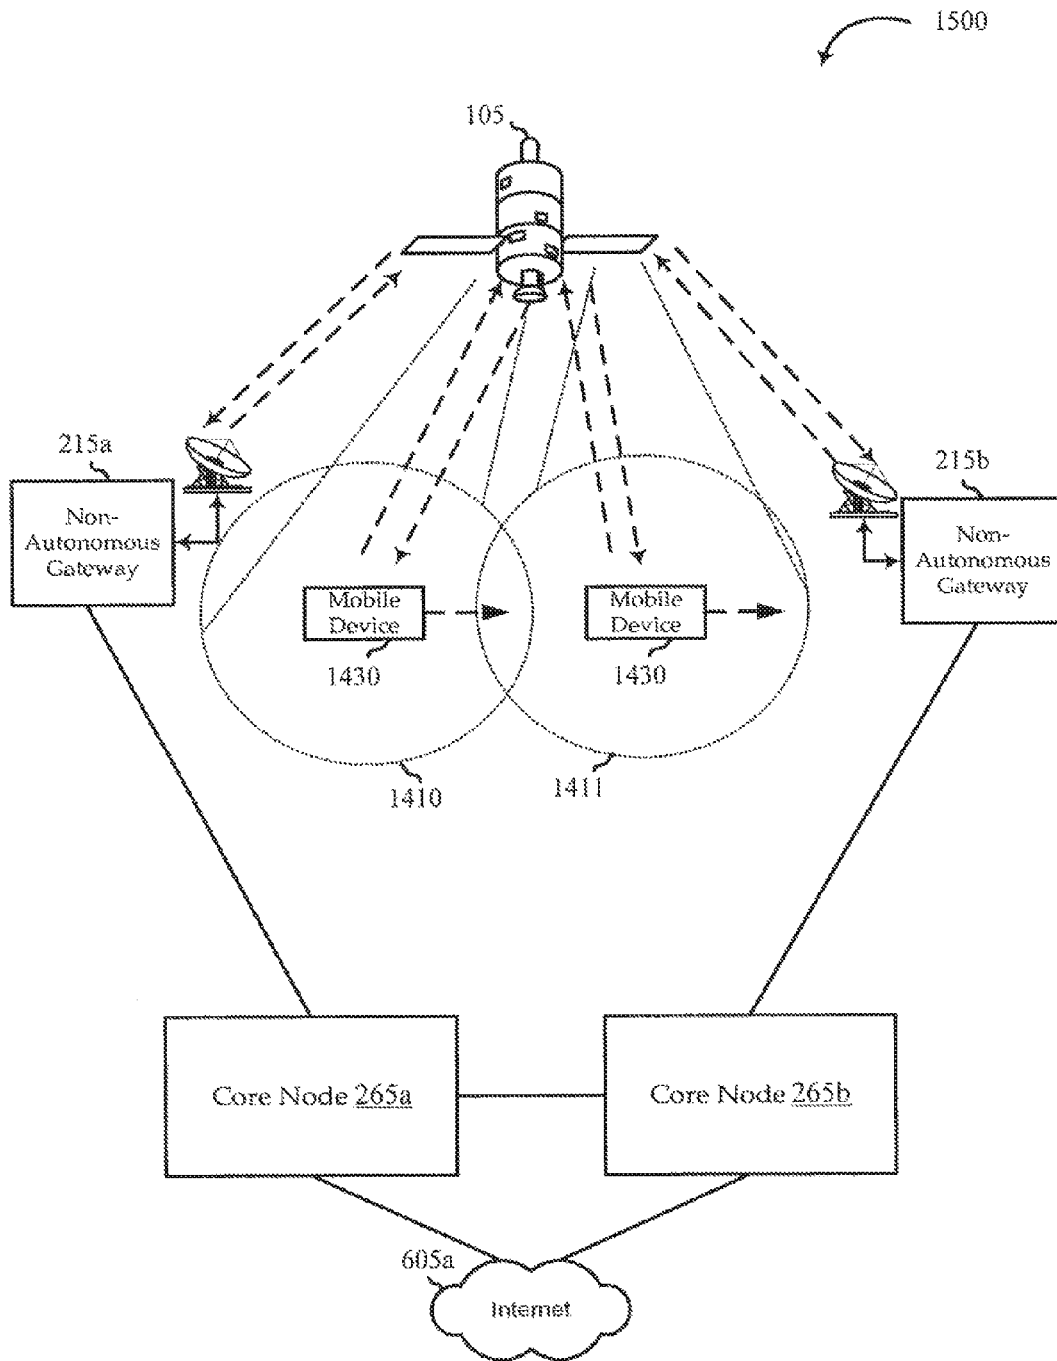 1500
105
215a
215b
Non-
Autonomous
Gateway
Non-
Autonomous
Gateway
Mobile
Device
Mobile
Device
1430
1430
1410
1411
Core Node 265a
Core Node 265b
605a
Internet